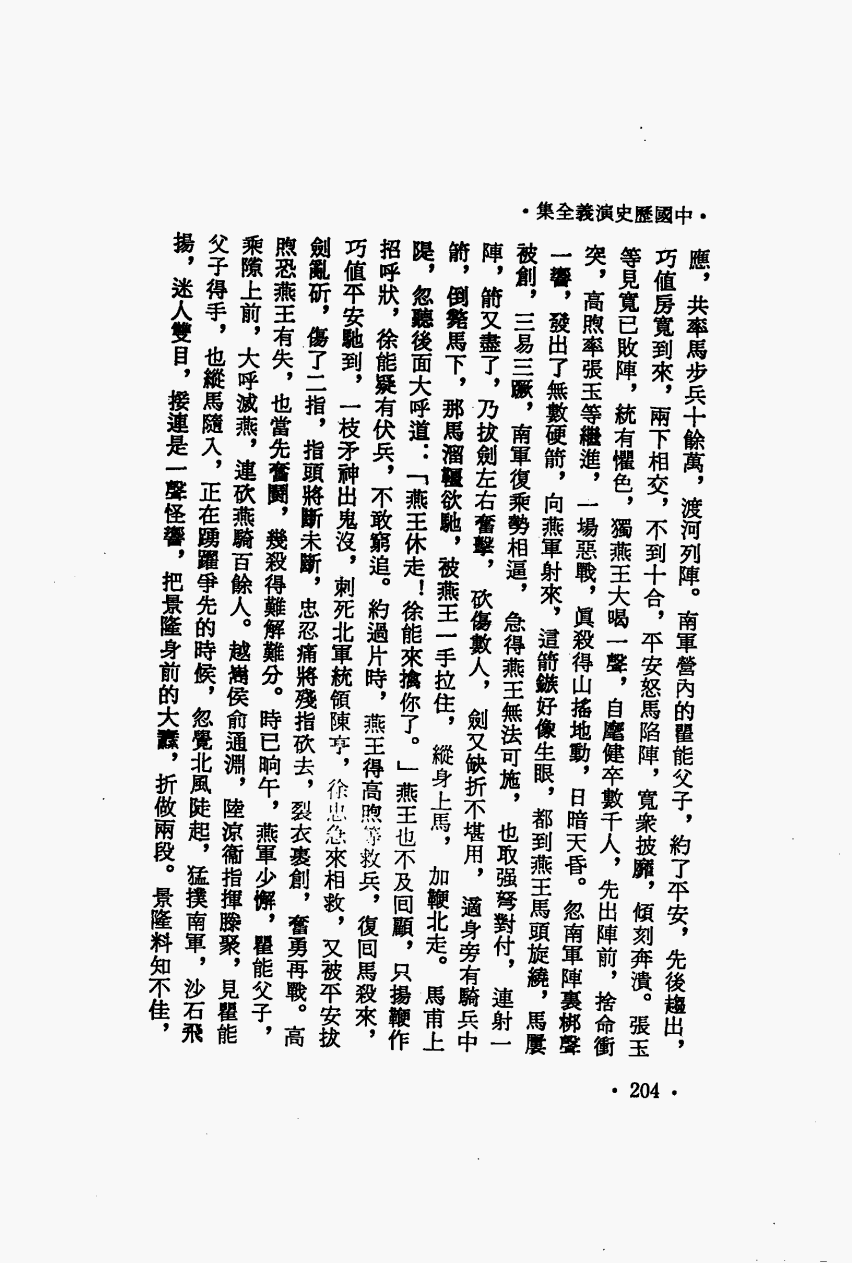 ·中國歷史演義全集·
應，共率馬步兵十餘萬，渡河列陣。南軍營內的瞿能父子，約了平安，先後趨出，
巧值房寬到來，兩下相交，不到十合，平安怒馬陷陣，寬衆披靡，傾刻奔潰。張玉
等見寬已敗陣，統有懼色，獨燕王大喝一聲，自麾健卒數千人，先出陣前，捨命衝
突，高煦率張玉等繼進，一場惡戰，眞殺得山搖地動，日暗天昏。忽南軍陣裏梆聲
一響，發出了無數硬箭，向燕軍射來，這箭鏃好像生眼，都到燕王馬頭旋繞，馬屢
被創，三易三蹶，南軍復乘勢相逼，急得燕王無法可施，也取强弩對付，連射一
陣，箭又盡了，乃拔劍左右奮擊，砍傷數人，劍又缺折不堪用，適身旁有騎兵中
箭，倒斃馬下，那馬溜韁欲馳，被燕王一手拉住，縱身上馬，加鞭北走。馬甫上
隄，忽聽後面大呼道：「燕王休走！徐能來擒你了。」燕王也不及回顧，只揚鞭作
招呼狀，徐能疑有伏兵，不敢窮追。約過片時，燕王得高煦等救兵，復回馬殺來，
巧值平安馳到，一枝矛神出鬼沒，刺死北軍統領陳亨，徐忠急來相救，又被平安拔
劍亂斫，傷了二指，指頭將斷未斷，忠忍痛將殘指砍去，裂衣裹創，奮勇再戰。高
煦恐燕王有失，也當先奮鬭，幾殺得難解難分。時已晌午，燕軍少懈，瞿能父子，
乘隙上前，大呼滅燕，連砍燕騎百餘人。越巂侯俞通淵，陸涼衞指揮滕聚，見瞿能
父子得手，也縱馬隨入，正在踴躍爭先的時候，忽覺北風陡起，猛撲南軍，沙石飛
揚，迷人雙目，接連是一聲怪響，把景隆身前的大纛，折做兩段。景隆料知不佳，
·204·